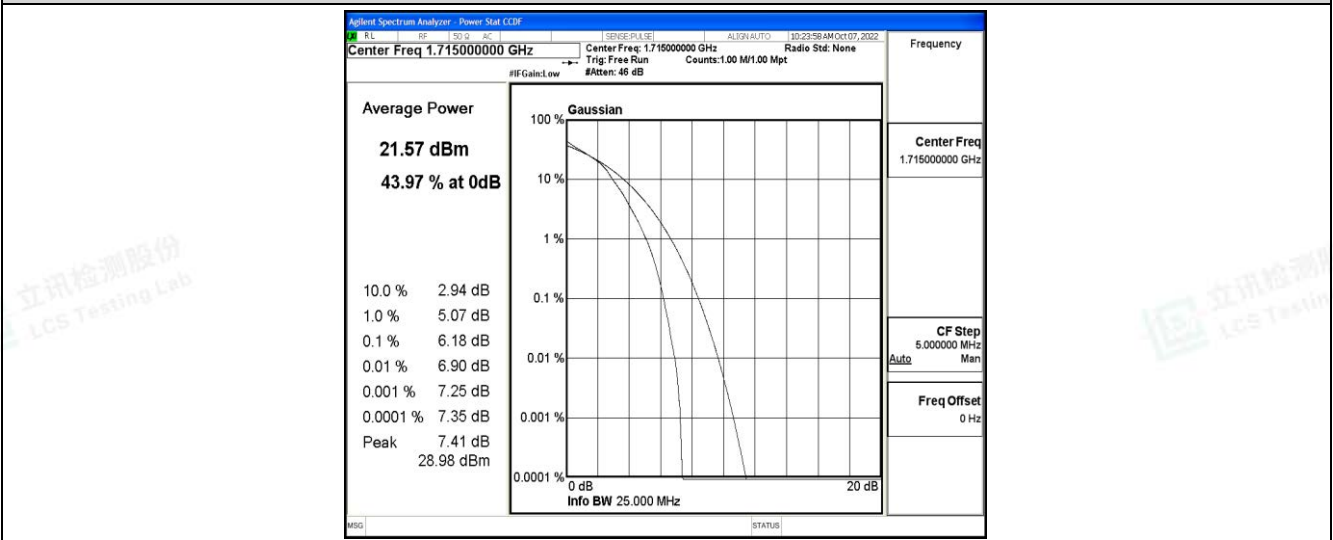 Agilent Spectrum Analyzer - Power Stat CCDF
RL RF 50 Ω AC SENSE:PULSE ALIGN AUTO 10:23:58 AM Oct 07, 2022
Center Freq 1.715000000 GHz
Center Freq: 1.715000000 GHz Radio Std: None
Trig: Free Run Counts:1.00 M/1.00 Mpt
#IFGain:Low #Atten: 46 dB
Frequency
Average Power
21.57 dBm
43.97 % at 0dB
10.0 % 2.94 dB
1.0 % 5.07 dB
0.1 % 6.18 dB
0.01 % 6.90 dB
0.001 % 7.25 dB
0.0001 % 7.35 dB
Peak 7.41 dB
28.98 dBm
Gaussian
100 %
10 %
1 %
0.1 %
0.01 %
0.001 %
0.0001 %
0 dB 20 dB
Info BW 25.000 MHz
Center Freq
1.715000000 GHz
CF Step
5.000000 MHz
Auto Man
Freq Offset
0 Hz
MSG STATUS
立讯检测股份
LCS Testing Lab
立讯检测
LCS Testin